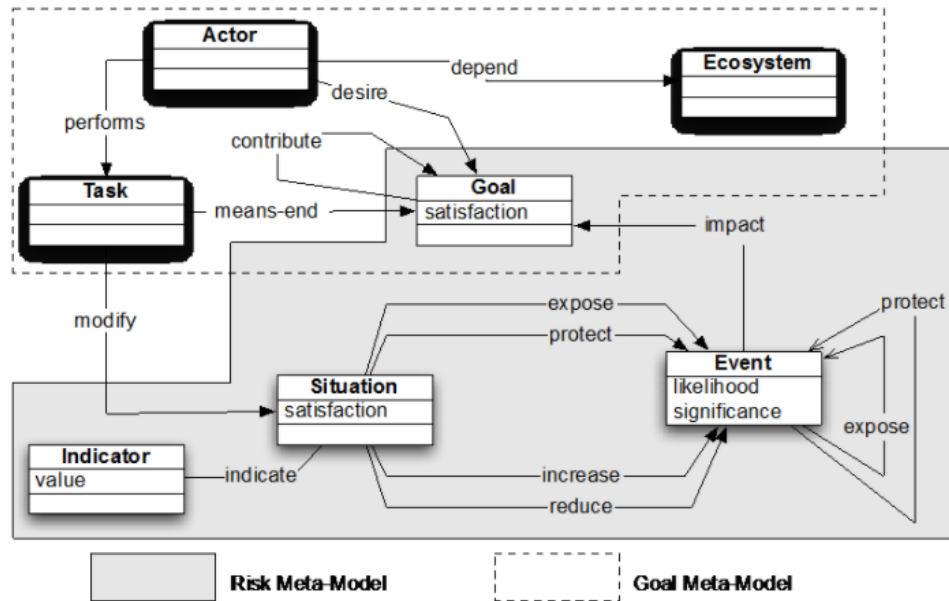 Actor
Ecosystem
depend
desire
performs
contribute
Task
Goal
means-end
satisfaction
impact
modify
expose
protect
protect
Situation
Event
satisfaction
likelihood
significance
expose
Indicator
value
indicate
increase
reduce
Risk Meta-Model
Goal Meta-Model